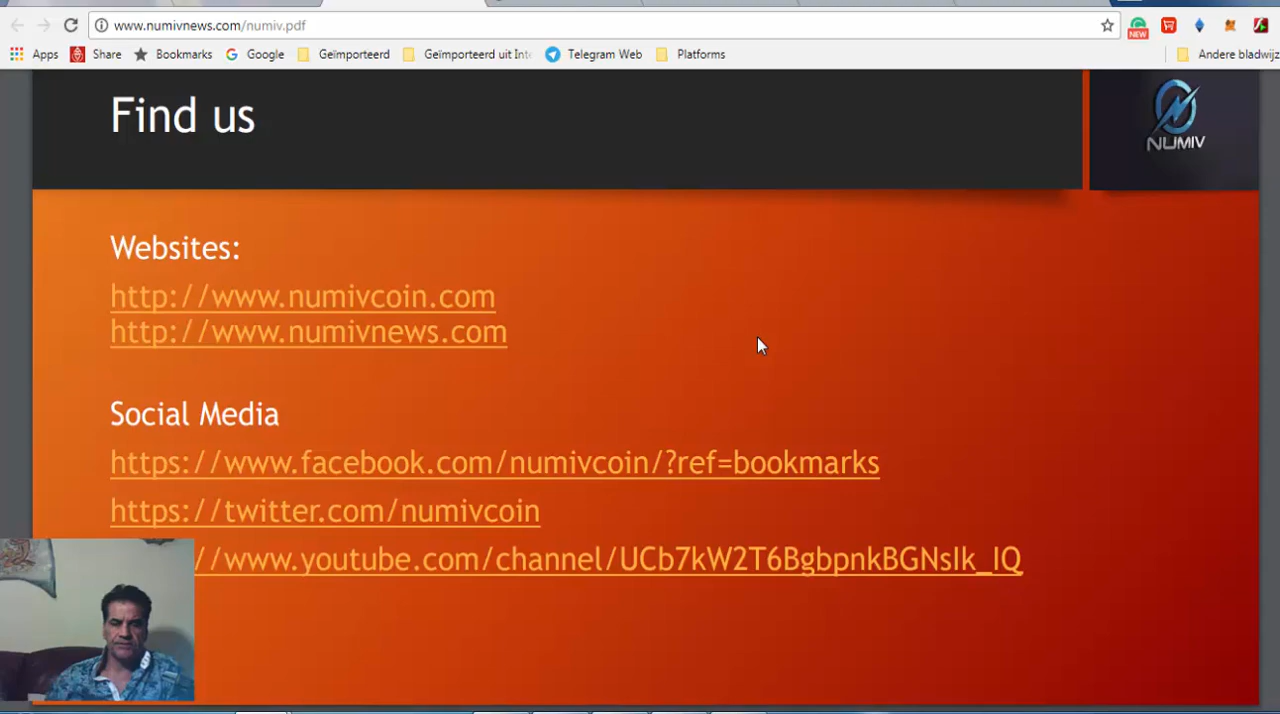 www.numivnews.com/numiv.pdf
NEW
Apps Share Bookmarks Google Geïmporteerd Geïmporteerd uit Int Telegram Web Platforms Andere bladwijz
Find us
NUMIV
Websites:
http://www.numivcoin.com
http://www.numivnews.com
Social Media
https://www.facebook.com/numivcoin/?ref=bookmarks
https://twitter.com/numivcoin
//www.youtube.com/channel/UCb7kW2T6BgbpnkBGNsIk_IQ